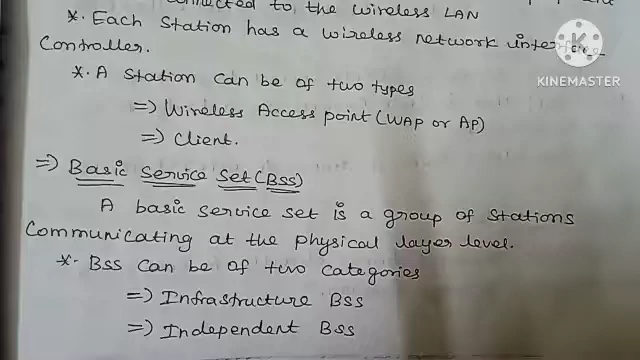 connected to the wireless LAN
*. Each Station has a wireless network interface
Controller.
*. A Station can be of two types
=> Wireless Access point (WAP or AP)
=> Client.
=> Basic Service Set (BSS)
A basic service set is a group of stations
Communicating at the physical layer level.
*. BSS can be of two categories
=> Infrastructure BSS
=> Independent BSS
K
KINEMASTER